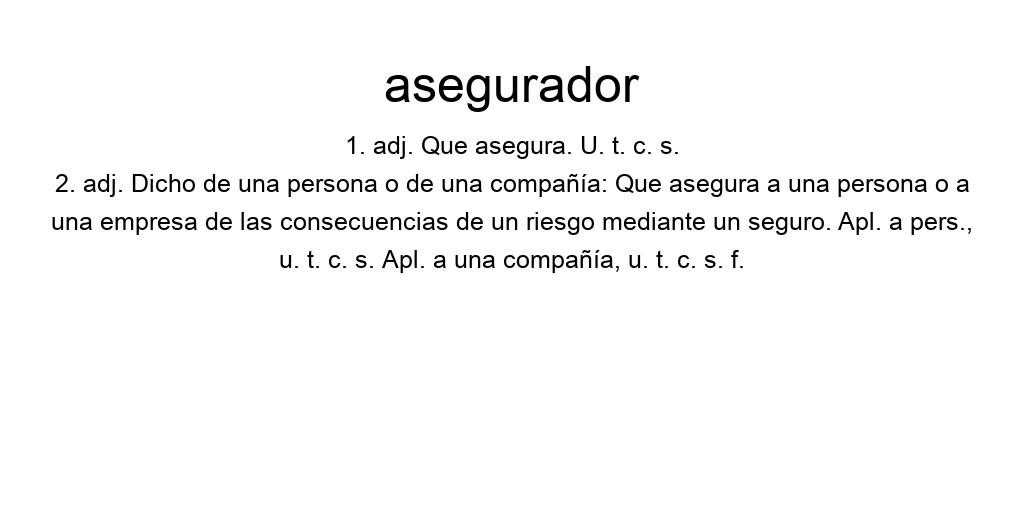 asegurador
1. adj. Que asegura. U. t. c. s.
2. adj. Dicho de una persona o de una compañía: Que asegura a una persona o a
una empresa de las consecuencias de un riesgo mediante un seguro. Apl. a pers.,
u. t. c. s. Apl. a una compañía, u. t. c. s. f.